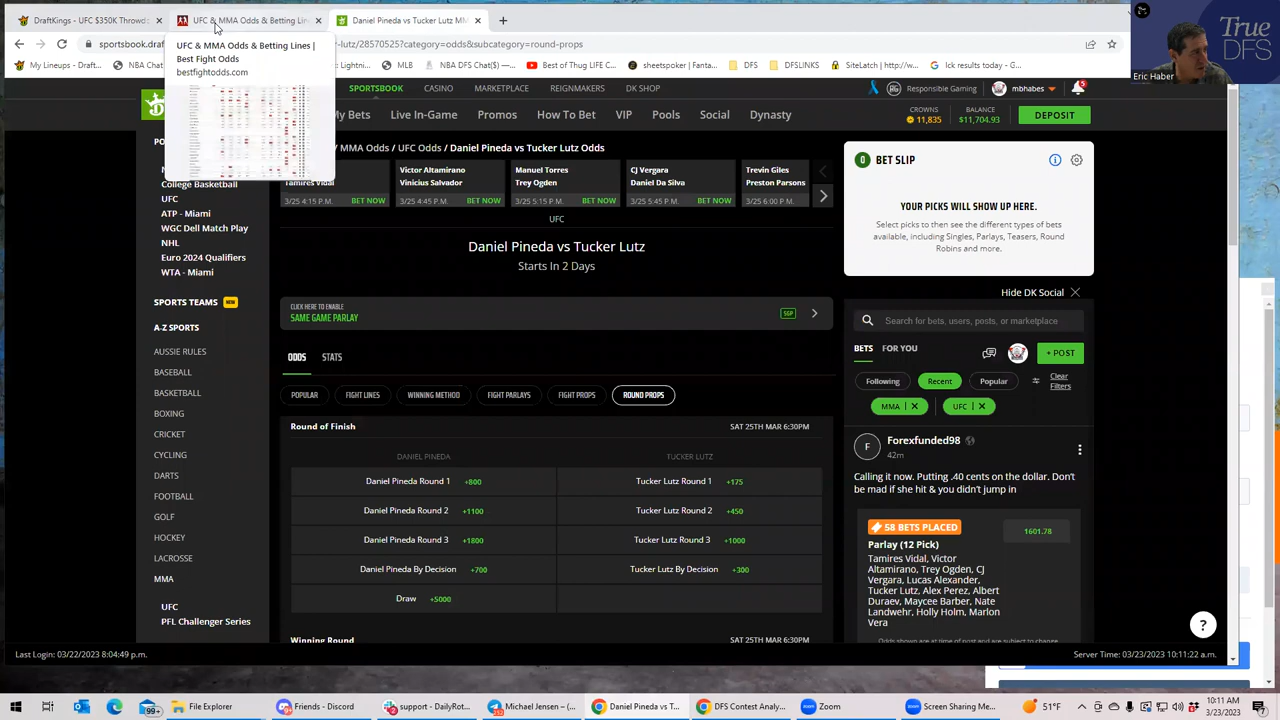 DraftKings - UFC $350K Throwds
UFC & MMA Odds & Betting Line
Daniel Pineda vs Tucker Lutz MM
UFC & MMA Odds & Betting Lines |
Best Fight Odds
bestfightodds.com
sportsbook.draf
-lutz/28570525?category=odds&subcategory=round-props
My Lineups - Draft
NBA Chat
Lightni
MLB
NBA DFS Chat($) -...
Best of Thug LIFE C...
sheetspoker | Fanta...
DFS
DFSLINKS
SiteLatch | http://w...
lck results today -...
True
DFS
Eric Haber
SPORTSBOOK
CASINO
SHOP
Responsible Gaming
mbhabes
CROWNS
11,835
BALANCE
$11,704.93
DEPOSIT
My Bets
How To Bet
VIP
Dynasty
/ MMA Odds / UFC Odds / Daniel Pineda vs Tucker Lutz Odds
PO
College Basketball
UFC
ATP - Miami
WGC Dell Match Play
NHL
Euro 2024 Qualifiers
WTA - Miami
SPORTS TEAMS NEW
A-Z SPORTS
AUSSIE RULES
BASEBALL
BASKETBALL
BOXING
CRICKET
CYCLING
DARTS
FOOTBALL
GOLF
HOCKEY
LACROSSE
MMA
UFC
PFL Challenger Series
Tamires Vidal
3/25 4:15 P.M. BET NOW
Victor Altamirano
Vinicius Salvador
3/25 4:45 P.M. BET NOW
Manuel Torres
Trey Ogden
3/25 5:15 P.M. BET NOW
CJ Vergara
Silva
3/25 5:45 P.M. BET NOW
Trevin Giles
Preston Parsons
3/25 6:00 P.M.
UFC
Daniel Pineda vs Tucker Lutz
Starts In 2 Days
CLICK HERE TO ENABLE
SAME GAME PARLAY
SGP
ODDS STATS
POPULAR
FIGHT LINES
WINNING METHOD
FIGHT PARLAYS
FIGHT PROPS
ROUND PROPS
Round of Finish SAT 25TH MAR 6:30PM
DANIEL PINEDA TUCKER LUTZ
Daniel Pineda Round 1 +800 Tucker Lutz Round 1 +175
Daniel Pineda Round 2 +1100 Tucker Lutz Round 2 +450
Daniel Pineda Round 3 +1800 Tucker Lutz Round 3 +1000
Daniel Pineda By Decision +700 Tucker Lutz By Decision +300
Draw +5000
Winning Round SAT 25TH MAR 6:30PM
0 BET SLIP
YOUR PICKS WILL SHOW UP HERE.
Select picks to then see the different types of bets
available, including Singles, Parlays, Teasers, Round
Robins and more.
Hide DK Social
Search for bets, users, posts, or marketplace
BETS FOR YOU
+ POST
Following
Recent
Popular
Clear
Filters
MMA
UFC
F
Forexfunded98
42m
Calling it now. Putting .40 cents on the dollar. Don't
be mad if she hit & you didn't jump in
58 BETS PLACED
$1601.78
Parlay (12 Pick)
Tamires Vidal, Victor
Altamirano, Trey Ogden, CJ
Vergara, Lucas Alexander,
Tucker Lutz, Alex Perez, Albert
Duraev, Maycee Barber, Nate
Landwehr, Holly Holm, Marlon
Vera
Odds shown are at time of post and are subject to change
?
Last Login: 03/22/2023 8:04:49 p.m.
Server Time: 03/23/2023 10:11:22 a.m.
99+
File Explorer
Friends - Discord
support - DailyRoto...
Michael Jensen – (...
Daniel Pineda vs T...
DFS Contest Analy...
Zoom
Screen Sharing Me...
51°F
10:11 AM
3/23/2023